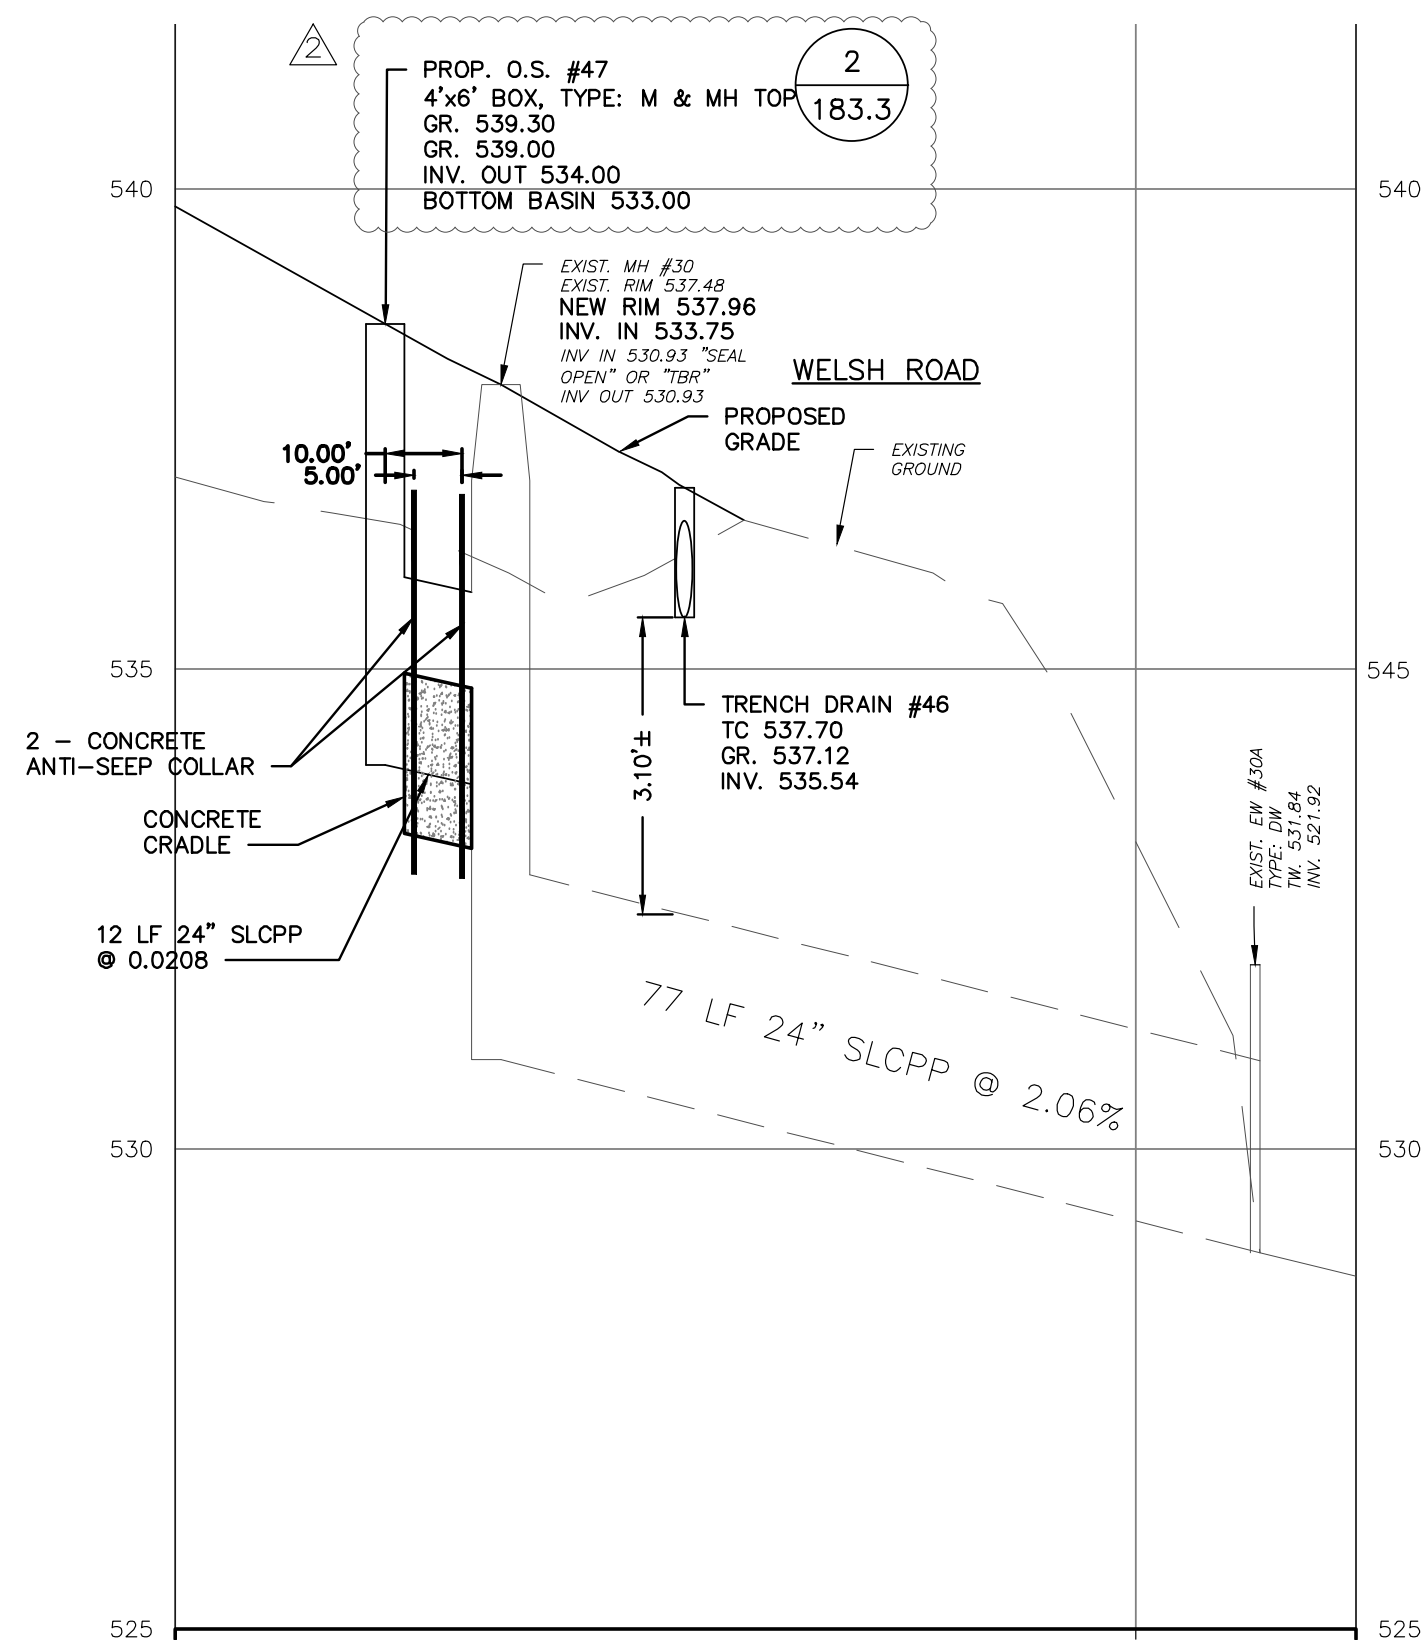 2
PROP. O.S. #47
4'x6' BOX, TYPE: M & MH TOP
GR. 539.30
GR. 539.00
INV. OUT 534.00
BOTTOM BASIN 533.00
2
183.3
540
540
EXIST. MH #30
EXIST. RIM 537.48
NEW RIM 537.96
INV. IN 533.75
INV IN 530.93 "SEAL
OPEN" OR "TBR"
INV OUT 530.93
WELSH ROAD
PROPOSED
GRADE
EXISTING
GROUND
10.00'
5.00'
535
545
TRENCH DRAIN #46
TC 537.70
GR. 537.12
INV. 535.54
3.10'±
2 - CONCRETE
ANTI-SEEP COLLAR
CONCRETE
CRADLE
12 LF 24" SLCPP
@ 0.0208
EXIST. EW #30A
TYPE: DW
TW. 531.84
INV. 521.92
77 LF 24" SLCPP @ 2.06%
530
530
525
525